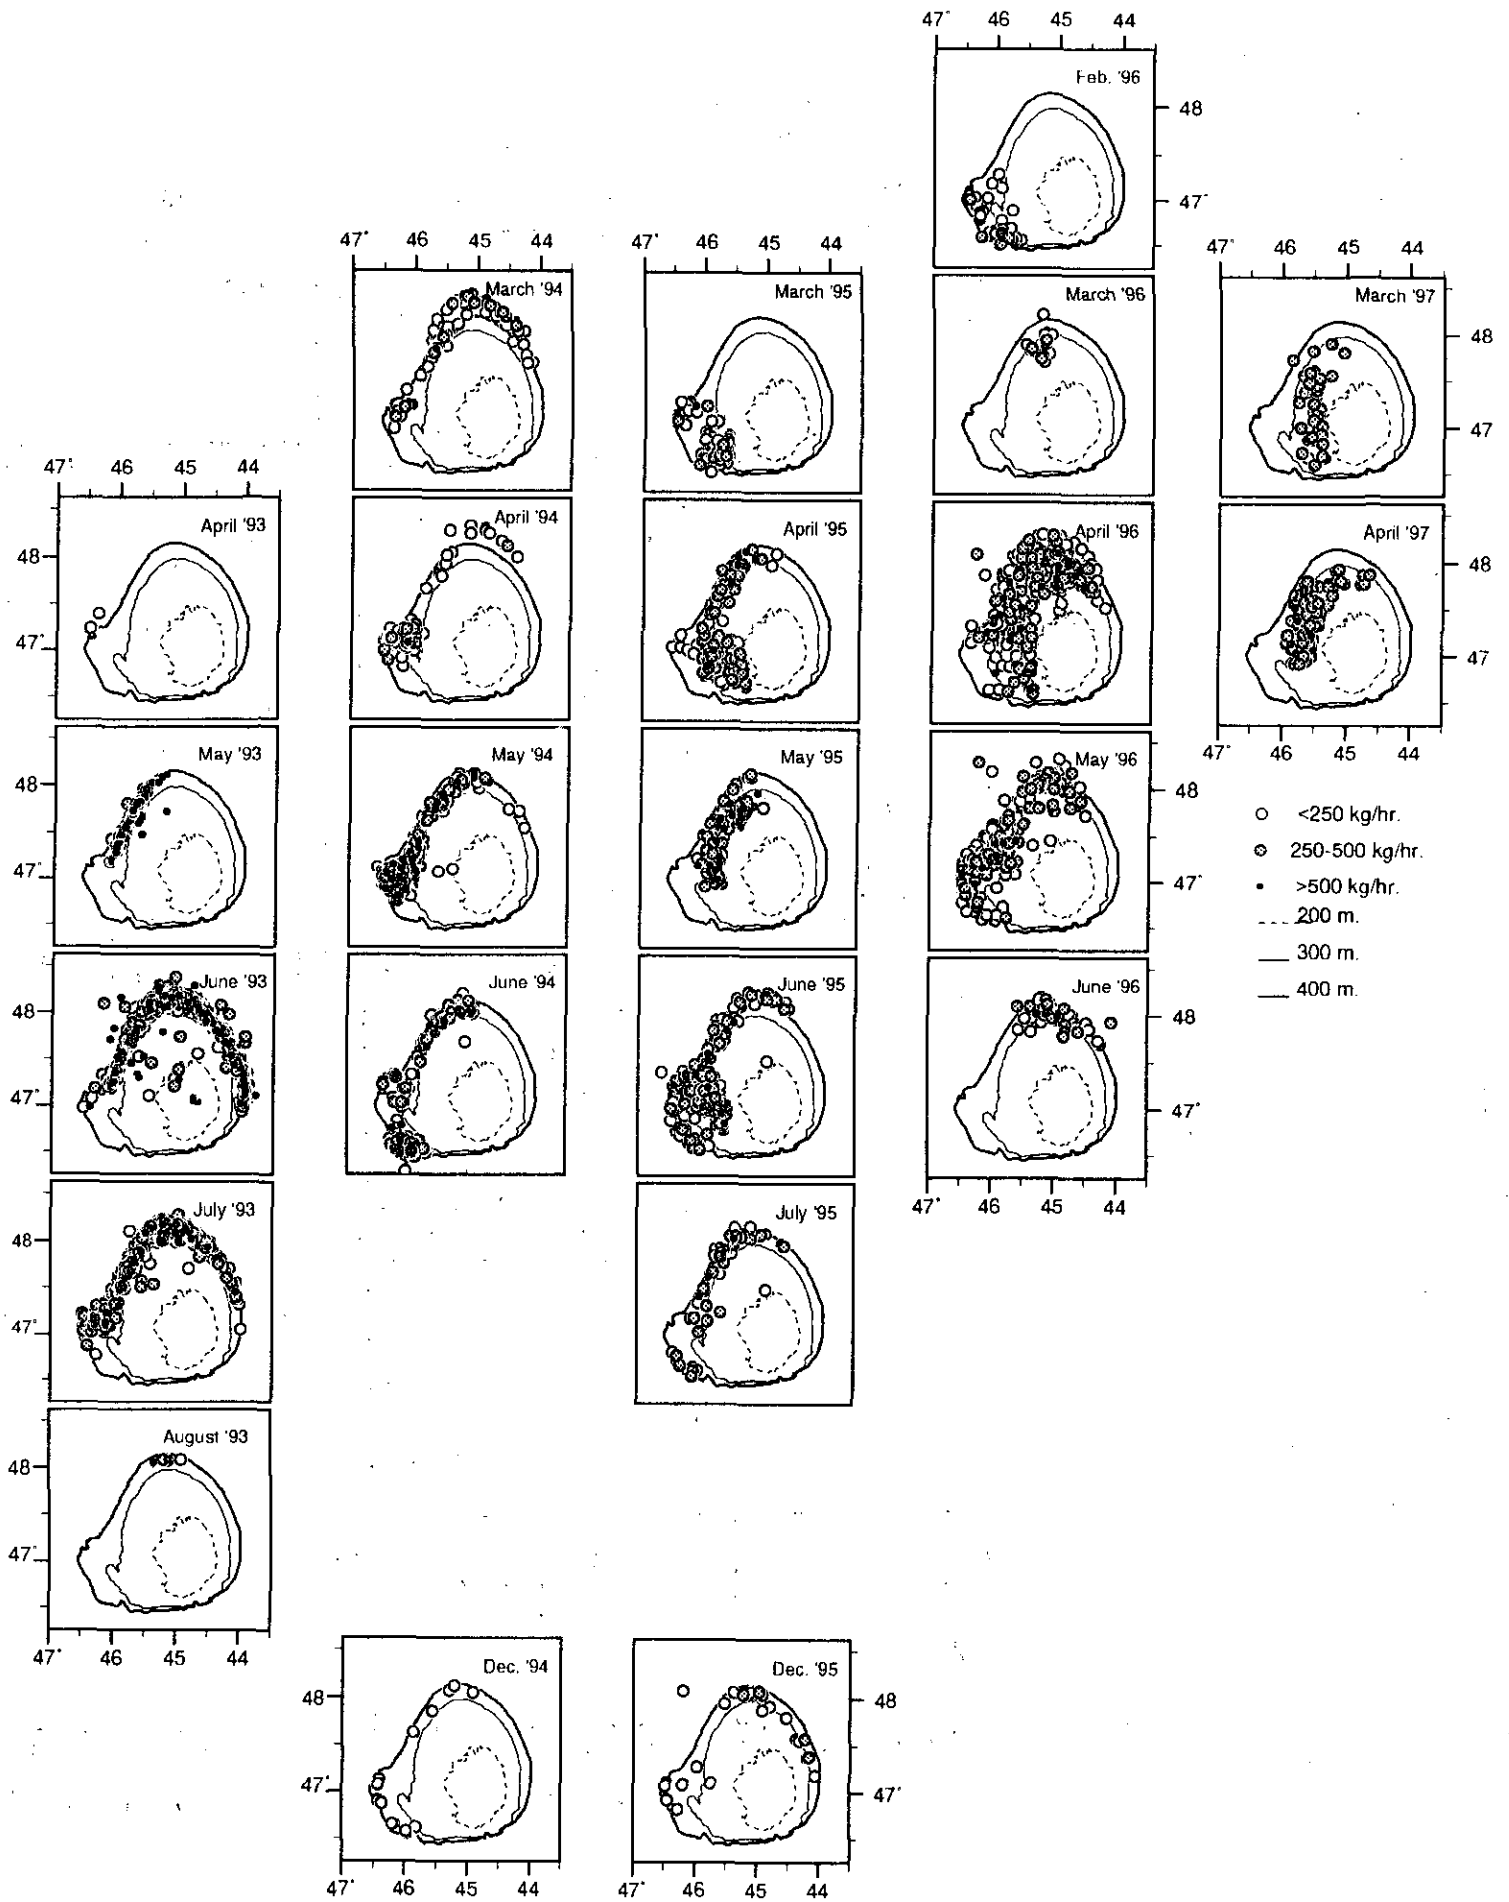 47° 46 45 44
Feb. '96
48
47°
47° 46 45 44
47° 46 45 44
47° 46 45 44
March '94
March '95
March '96
March '97
48
47
47° 46 45 44
April '93
April '94
April '95
April '96
April '97
48
47
48
47
47° 46 45 44
May '93
May '94
May '95
May '96
48
47°
48
47°
<250 kg/hr.
250-500 kg/hr.
>500 kg/hr.
200 m.
300 m.
400 m.
June '93
June '94
June '95
June '96
48
47°
48
47°
47° 46 45 44
July '93
July '95
48
47°
August '93
48
47°
47° 46 45 44
Dec. '94
Dec. '95
48
47°
48
47°
47° 46 45 44
47° 46 45 44